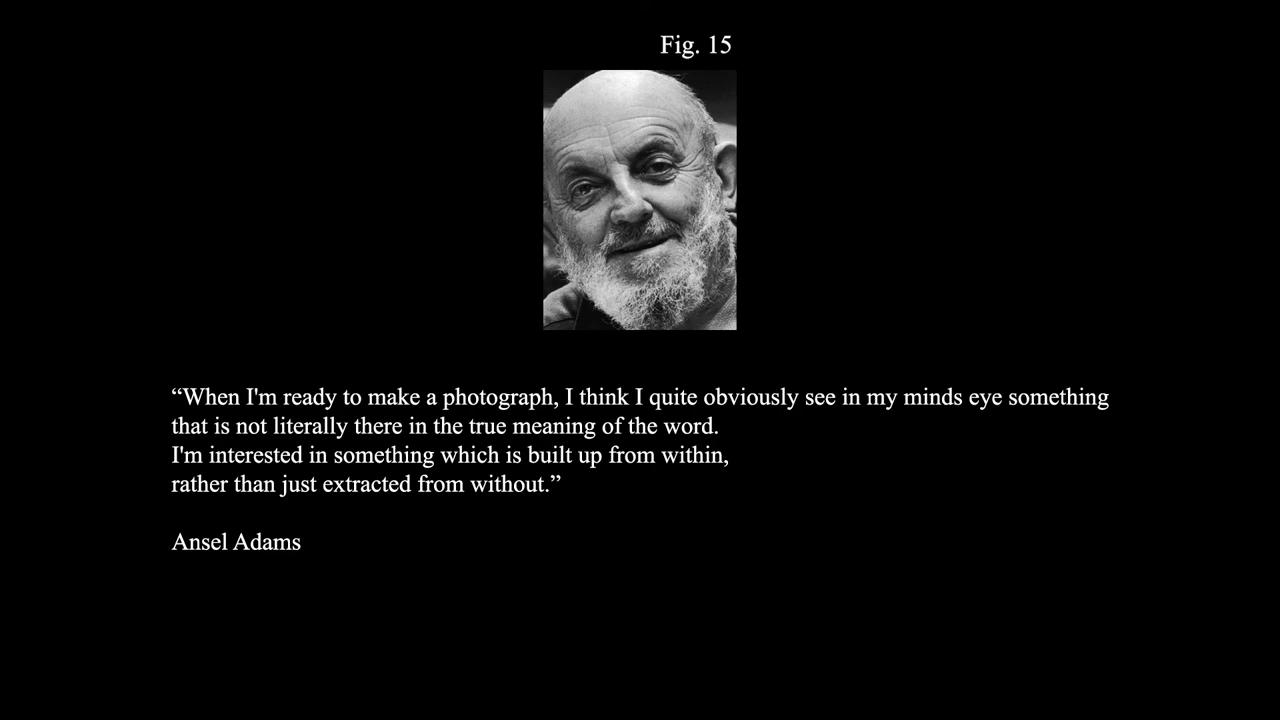 Fig. 15
“When I'm ready to make a photograph, I think I quite obviously see in my minds eye something
that is not literally there in the true meaning of the word.
I'm interested in something which is built up from within,
rather than just extracted from without.”
Ansel Adams